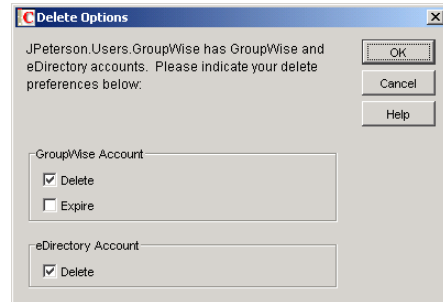 Delete Options
JPeterson.Users.GroupWise has GroupWise and
eDirectory accounts. Please indicate your delete
preferences below:
OK
Cancel
Help
GroupWise Account
Delete
Expire
eDirectory Account
Delete